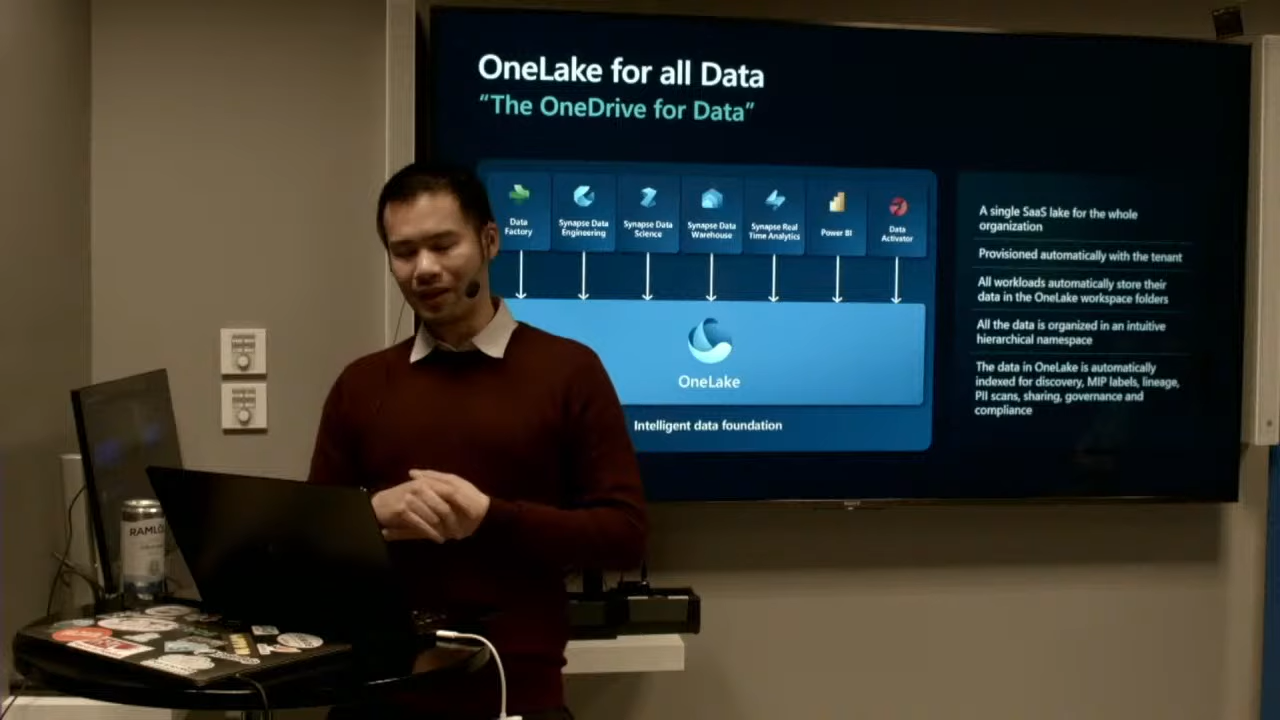 OneLake for all Data
“The OneDrive for Data”
Data
Factory
Synapse Data
Engineering
Synapse Data
Science
Synapse Data
Warehouse
Synapse Real
Time Analytics
Power BI
Data
Activator
OneLake
Intelligent data foundation
A single SaaS lake for the whole
organization
Provisioned automatically with the tenant
All workloads automatically store their
data in the OneLake workspace folders
All the data is organized in an intuitive
hierarchical namespace
The data in OneLake is automatically
indexed for discovery, MIP labels, lineage,
PII scans, sharing, governance and
compliance
RAMLÖ